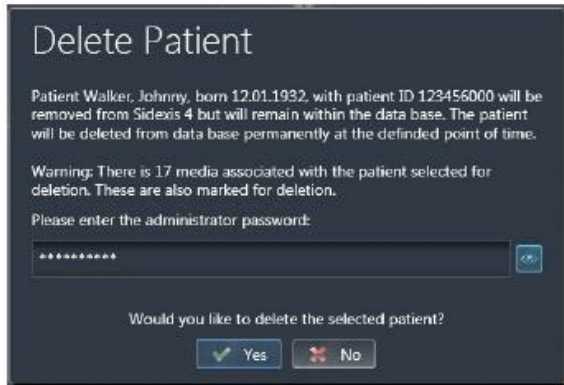 Delete Patient
Patient Walker, Johnny, born 12.01.1932, with patient ID 123456000 will be
removed from Sidexis 4 but will remain within the data base. The patient
will be deleted from data base permanently at the definded point of time.
Warning: There is 17 media associated with the patient selected for
deletion. These are also marked for deletion.
Please enter the administrator password:
**********
Would you like to delete the selected patient?
Yes No